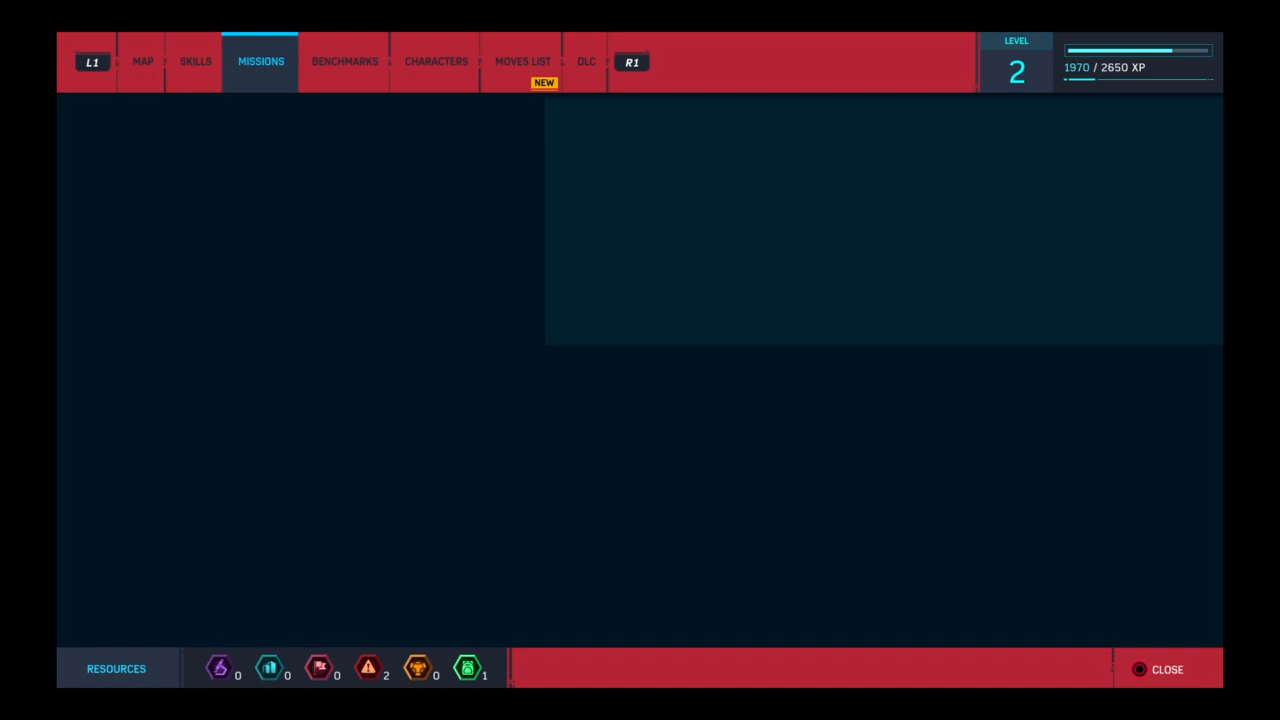 L1 MAP SKILLS MISSIONS BENCHMARKS CHARACTERS MOVES LIST DLC R1
NEW
LEVEL
2
1970 / 2650 XP
RESOURCES 0 0 0 2 0 1
CLOSE